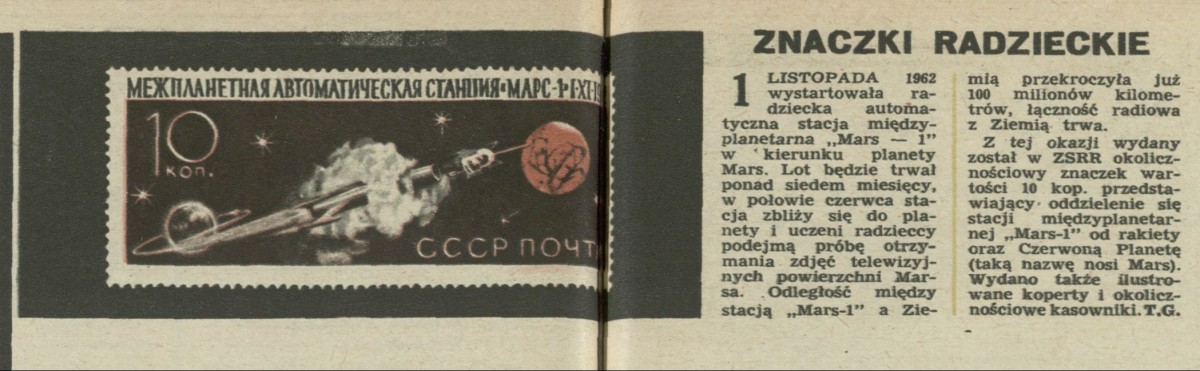 МЕЖПЛАНЕТНАЯ АВТОМАТИЧЕСКАЯ СТАНЦИЯ•МАРС-1•1-XI-1
10
КОП.
СССР ПОЧТ
ZNACZKI RADZIECKIE
1 LISTOPADA 1962
wystartowała ra-
dziecka automa-
tyczna stacja między-
planetarna „Mars — 1”
w kierunku planety
Mars. Lot będzie trwał
ponad siedem miesięcy,
w połowie czerwca sta-
cja zbliży się do pla-
nety i uczeni radzieccy
podejmą próbę otrzy-
mania zdjęć telewizyj-
nych powierzchni Mar-
sa. Odległość między
stacją „Mars-1” a Zie-
mią przekroczyła już
100 milionów kilome-
trów, łączność radiowa
z Ziemią trwa.
Z tej okazji wydany
został w ZSRR okolicz-
nościowy znaczek war-
tości 10 kop. przedsta-
wiający oddzielenie się
stacji międzyplanetar-
nej „Mars-1” od rakiety
oraz Czerwoną Planetę
(taką nazwę nosi Mars).
Wydano także ilustro-
wane koperty i okolicz-
nościowe kasowniki. T.G.